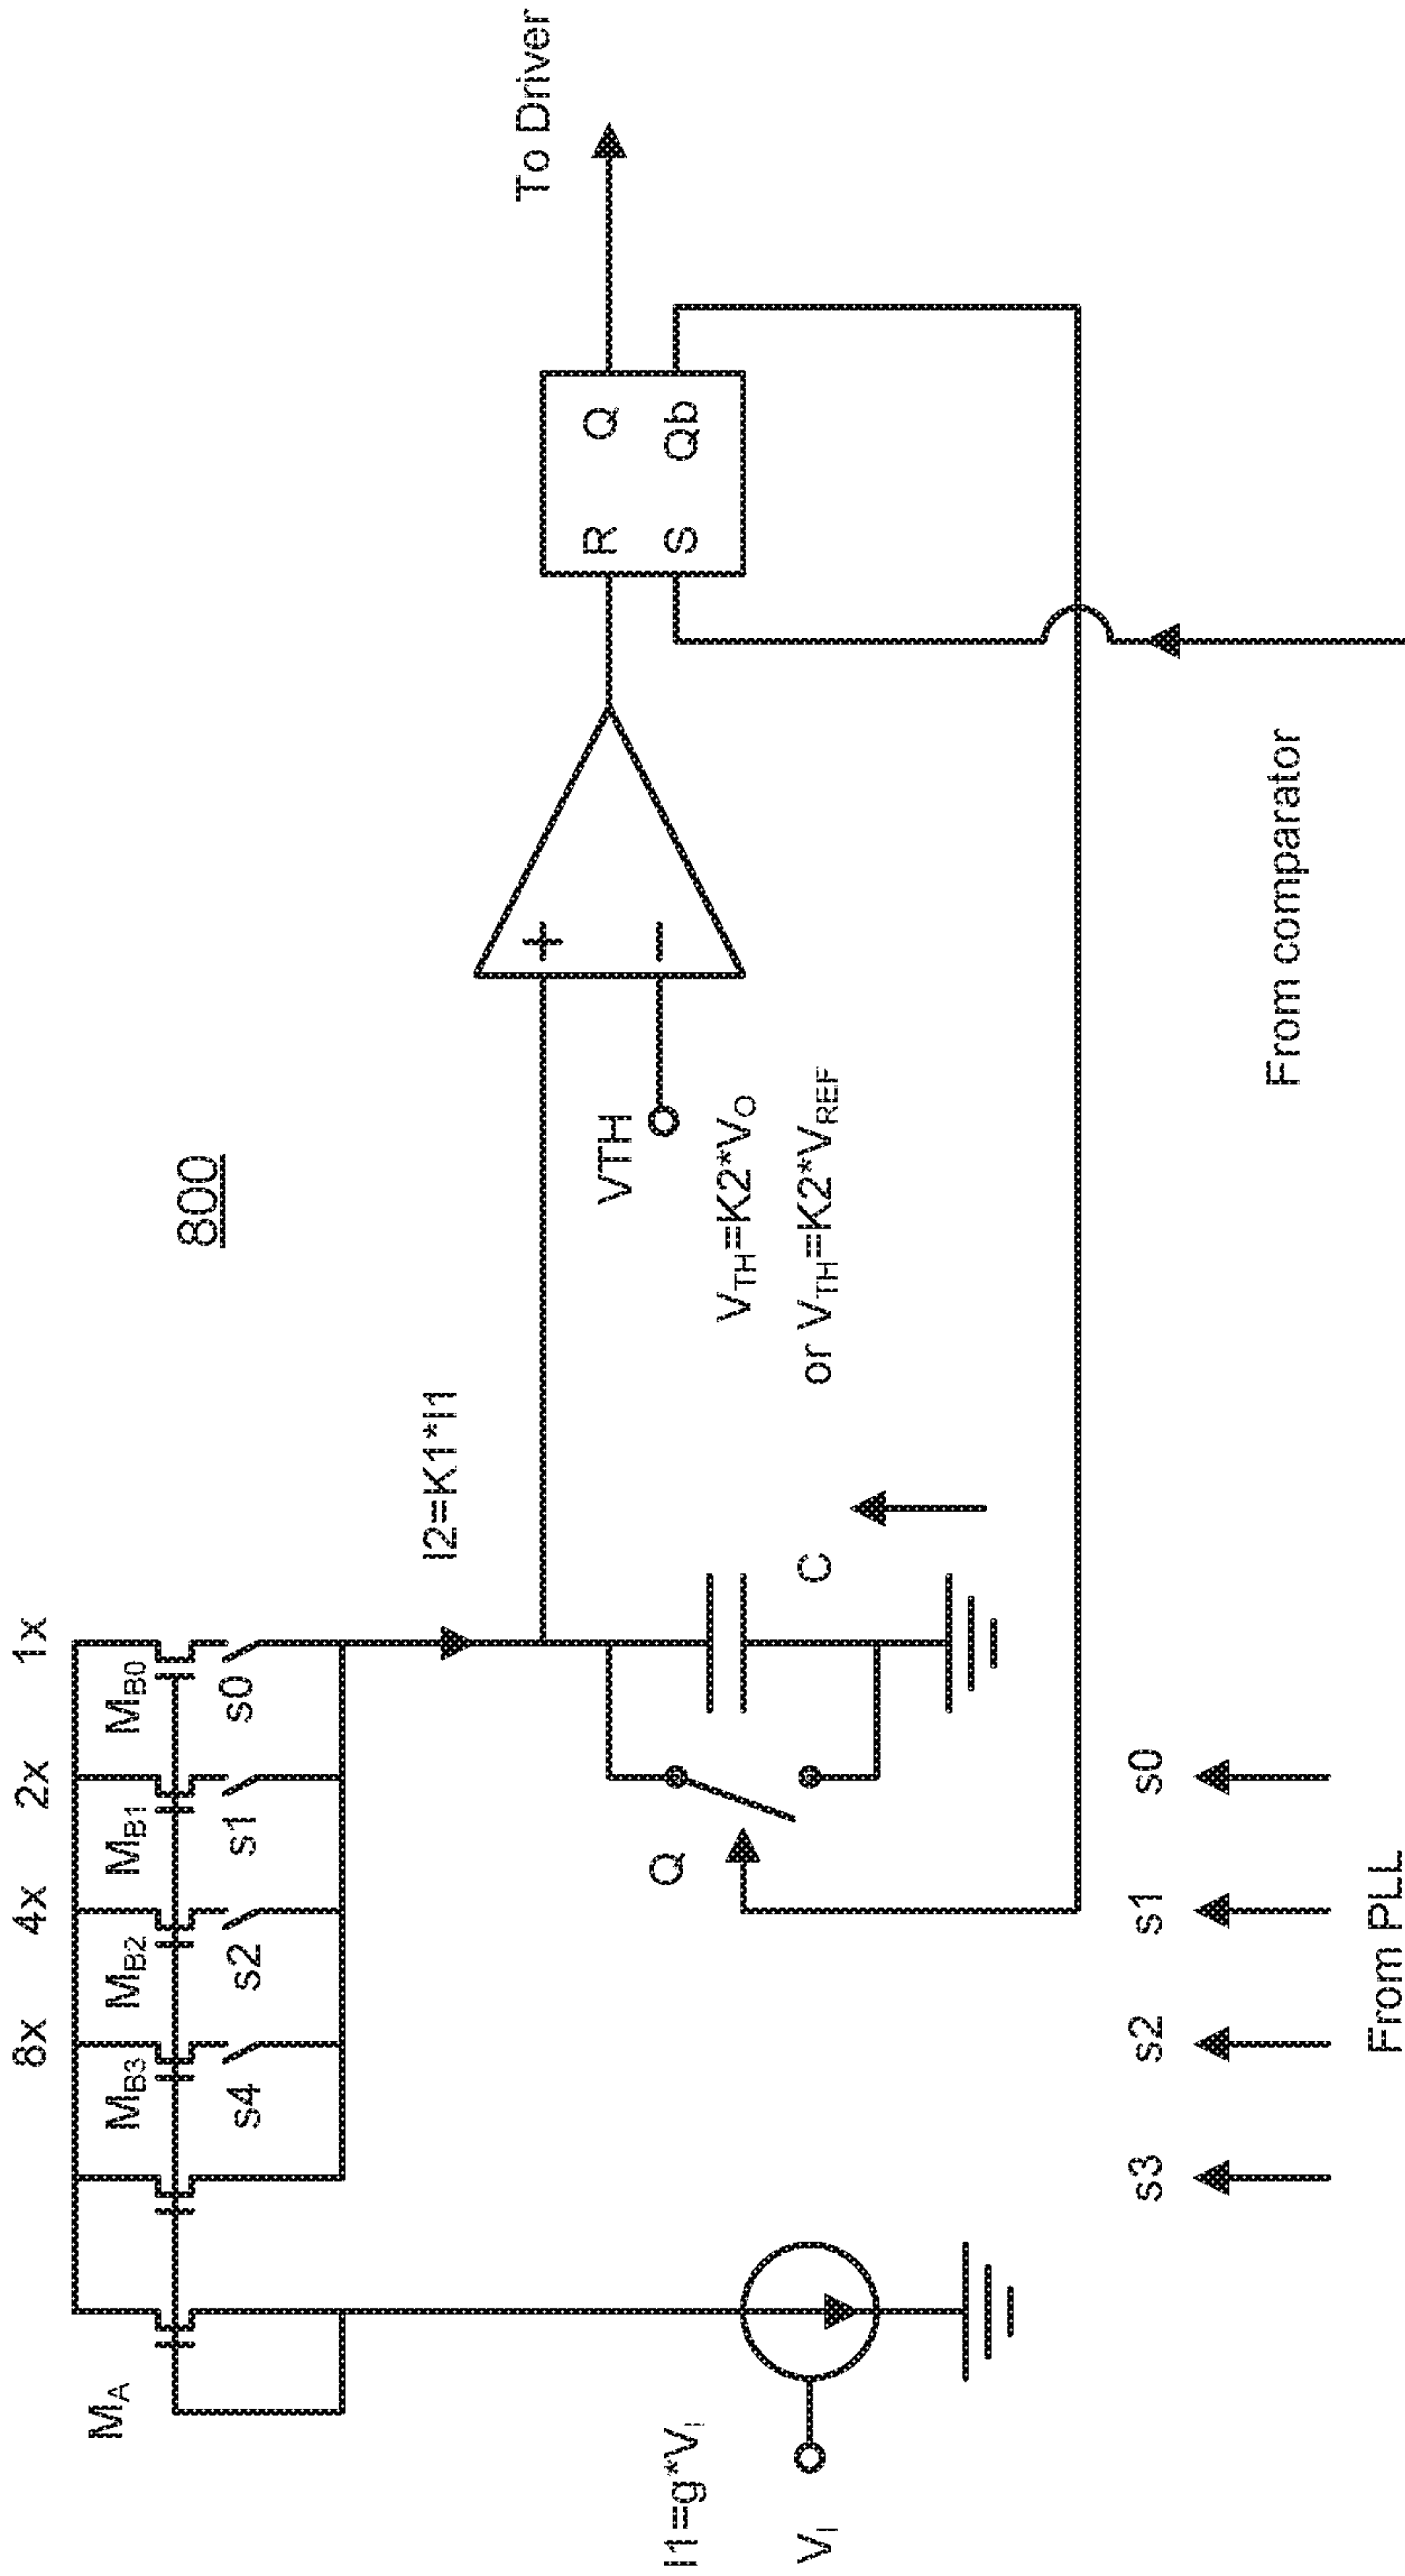 800
8x
4x
2x
1x
M_A
M_B3
M_B2
M_B1
M_B0
s4
s2
s1
s0
I2=K1*I1
To Driver
R Q
S Qb
+
−
VTH
V_TH=K2*V_O
or V_TH=K2*V_REF
I1=g*V_I
V_I
Q
C
s3
s2
s1
s0
From PLL
From comparator